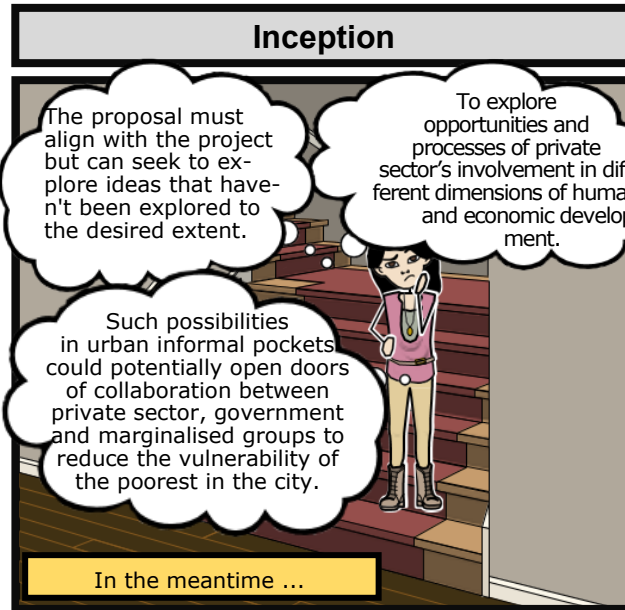 Inception
The proposal must
align with the project
but can seek to ex-
plore ideas that have-
n't been explored to
the desired extent.
To explore
opportunities and
processes of private
sector's involvement in dif
ferent dimensions of huma
and economic develop
ment.
Such possibilities
in urban informal pockets
could potentially open doors
of collaboration between
private sector, government
and marginalised groups to
reduce the vulnerability of
the poorest in the city.
In the meantime ...